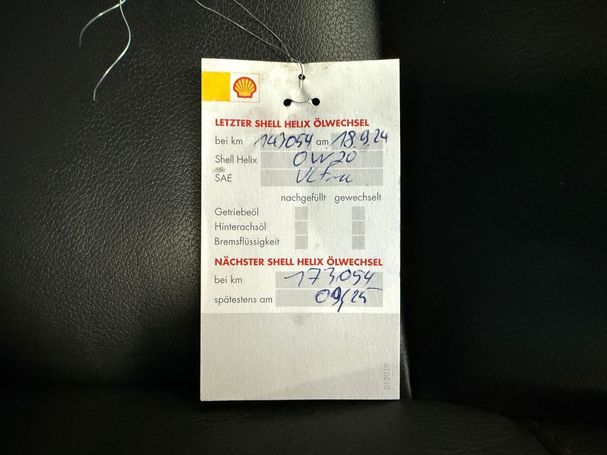 LETZTER SHELL HELIX ÖLWECHSEL
bei km 143054 am 18.9.24
Shell Helix 0W20
SAE Ultra
nachgefüllt gewechselt
Getriebeöl
Hinterachsöl
Bremsflüssigkeit
NÄCHSTER SHELL HELIX ÖLWECHSEL
bei km 173054
spätestens am 09/25